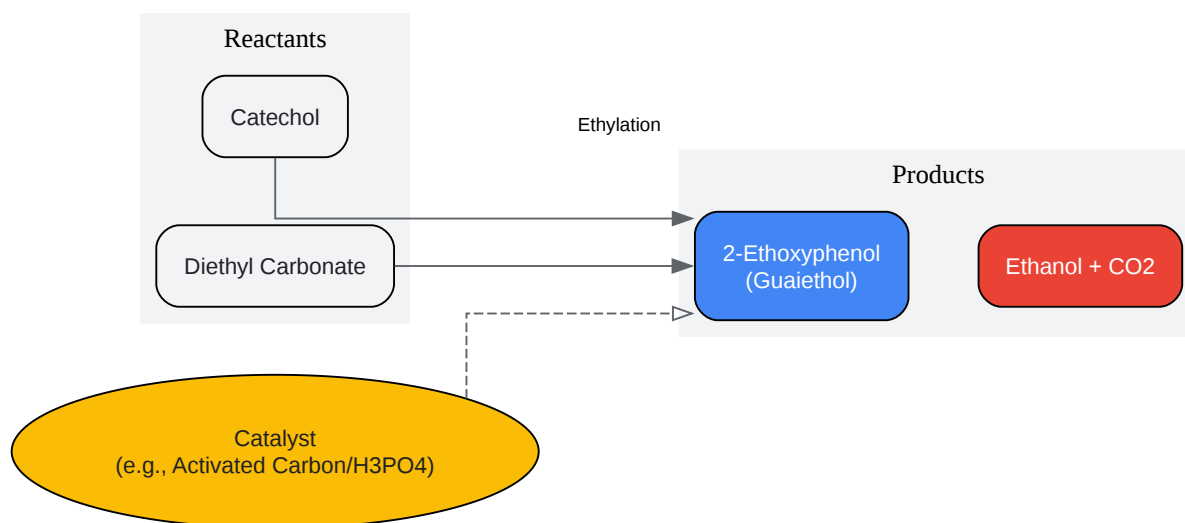 Reactants
Catechol
Ethylation
Products
Diethyl Carbonate
2-Ethoxyphenol
(Guaiethol)
Ethanol + CO2
Catalyst
(e.g., Activated Carbon/H3PO4)